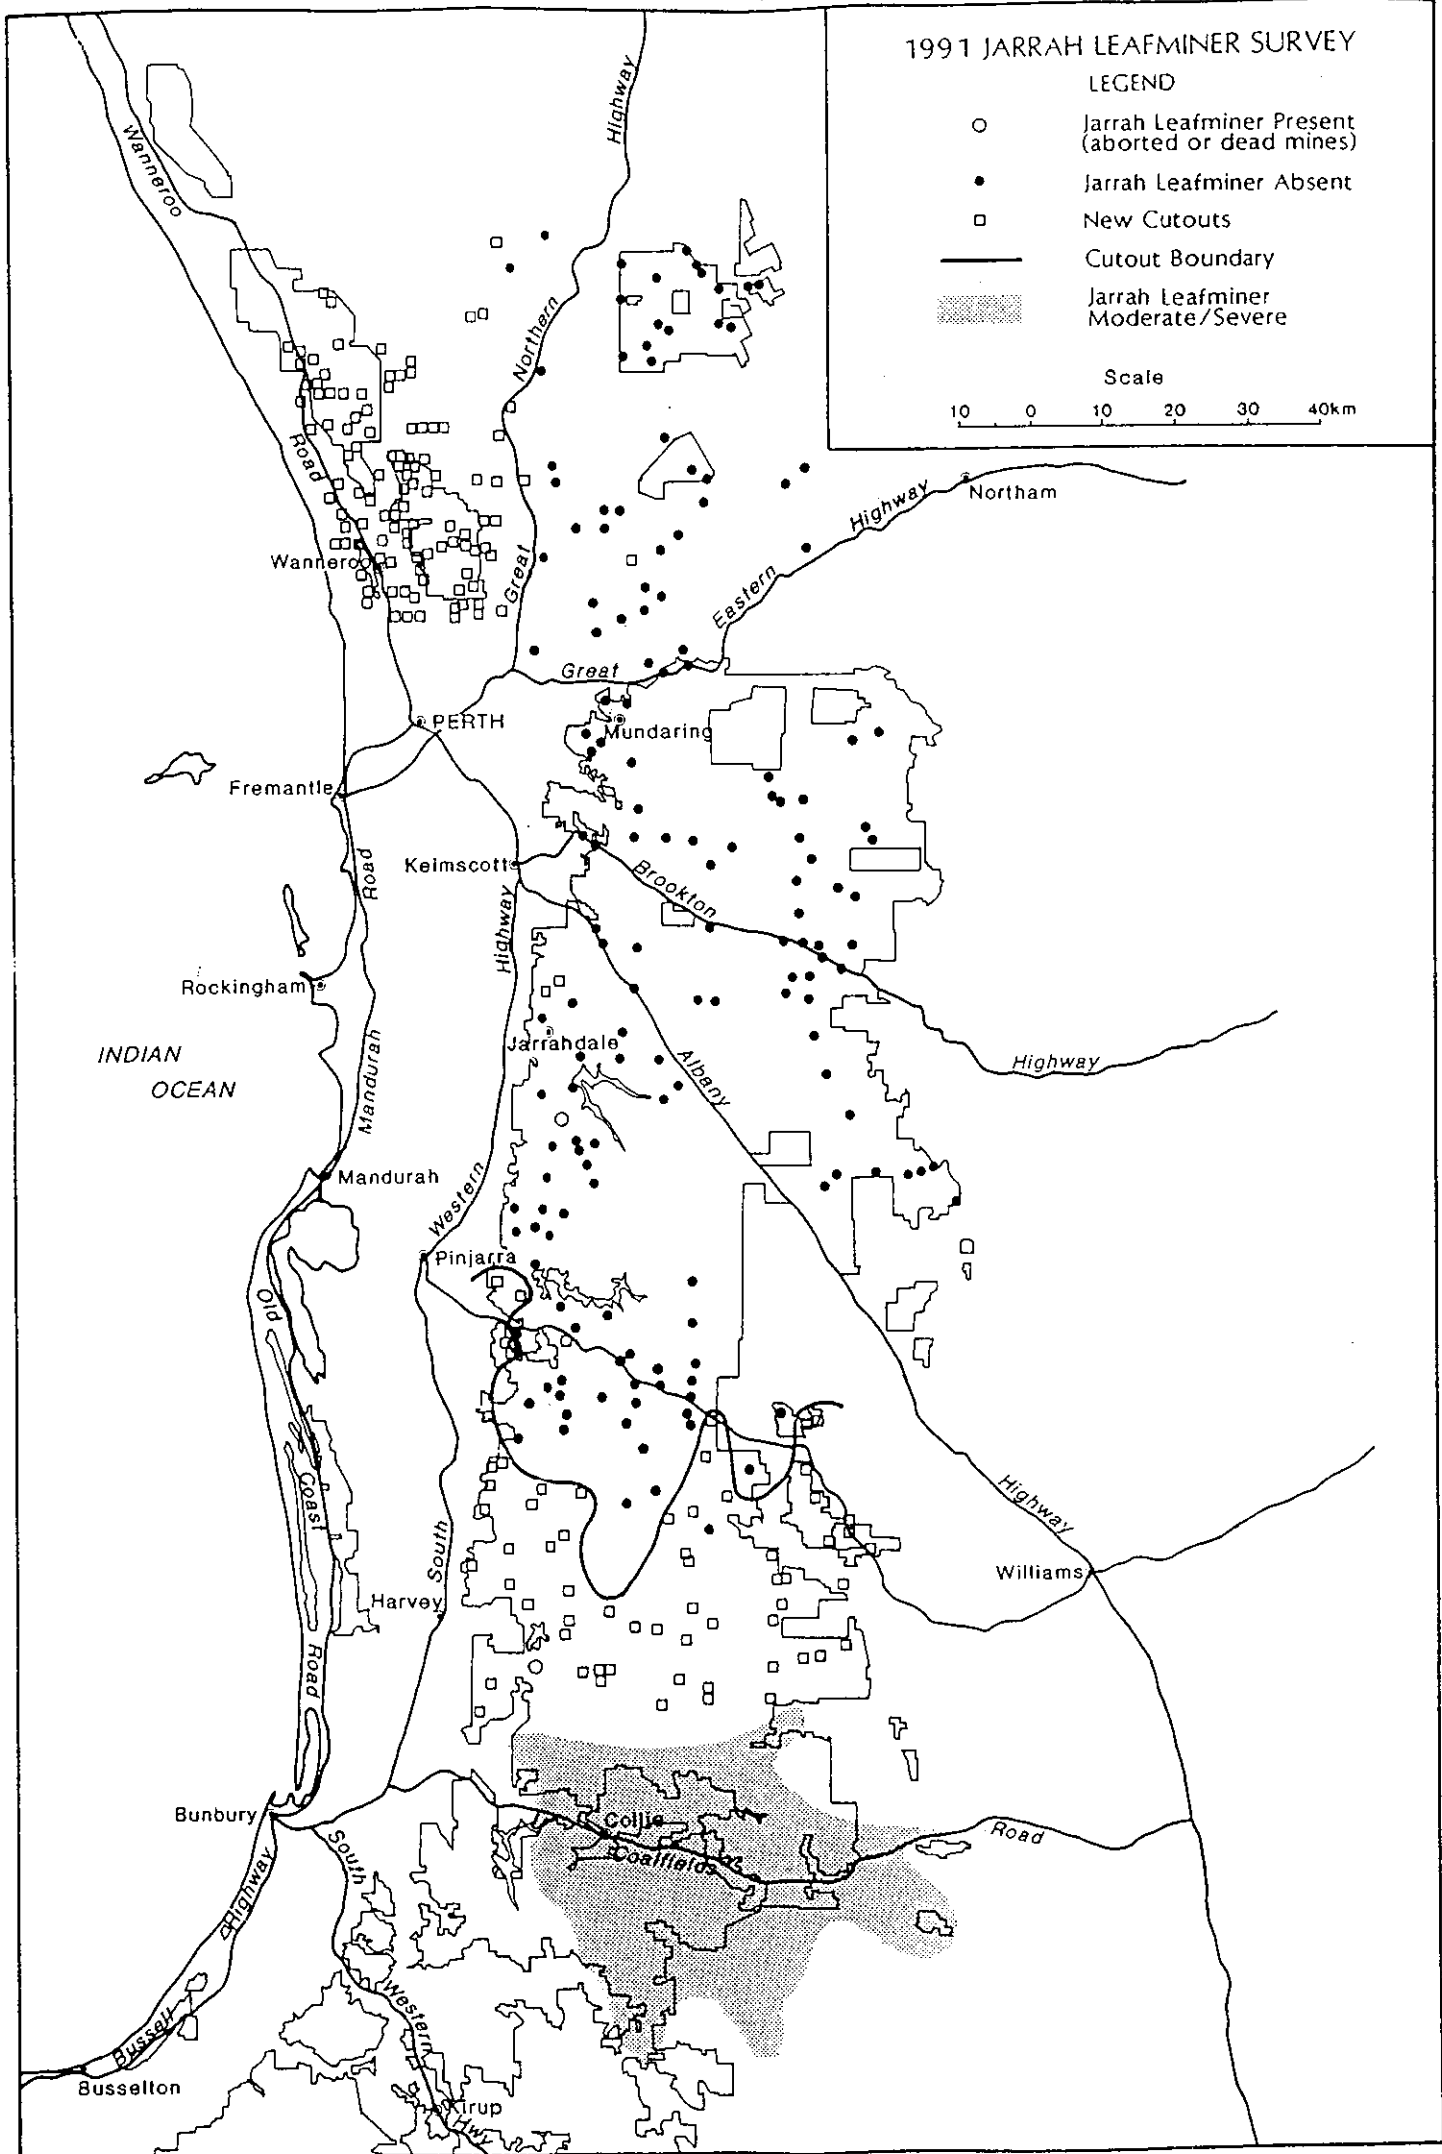 1991 JARRAH LEAFMINER SURVEY
LEGEND
Jarrah Leafminer Present
(aborted or dead mines)
Jarrah Leafminer Absent
New Cutouts
Cutout Boundary
Jarrah Leafminer
Moderate/Severe
Scale
10 0 10 20 30 40km
Highway
Wanneroo
Northern
Road
Highway
Northam
Wanneroo
Great
Eastern
Great
PERTH
Mundaring
Fremantle
Kelmscott
Road
Brookton
Highway
Rockingham
Jarrahdale
INDIAN
OCEAN
Mandurah
Albany
Highway
Mandurah
Western
Pinjarra
Old
Coast
Highway
South
Williams
Harvey
Road
Bunbury
Collie
Road
South
Coalfields
Highway
Western
Bussell
Busselton
Kirup
Hwy